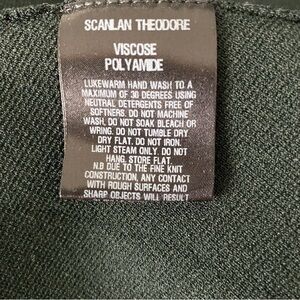 SCANLAN THEODORE
VISCOSE
POLYAMIDE
LUKEWARM HAND WASH TO A
MAXIMUM OF 30 DEGREES USING
NEUTRAL DETERGENTS FREE OF
SOFTNERS. DO NOT MACHINE
WASH, DO NOT SOAK BLEACH OR
WRING. DO NOT TUMBLE DRY
DRY FLAT. DO NOT IRON.
LIGHT STEAM ONLY. DO NOT
HANG. STORE FLAT.
N.B DUE TO THE FINE KNIT
CONSTRUCTION, ANY CONTACT
WITH ROUGH SURFACES AND
SHARP OBJECTS WILL RESULT